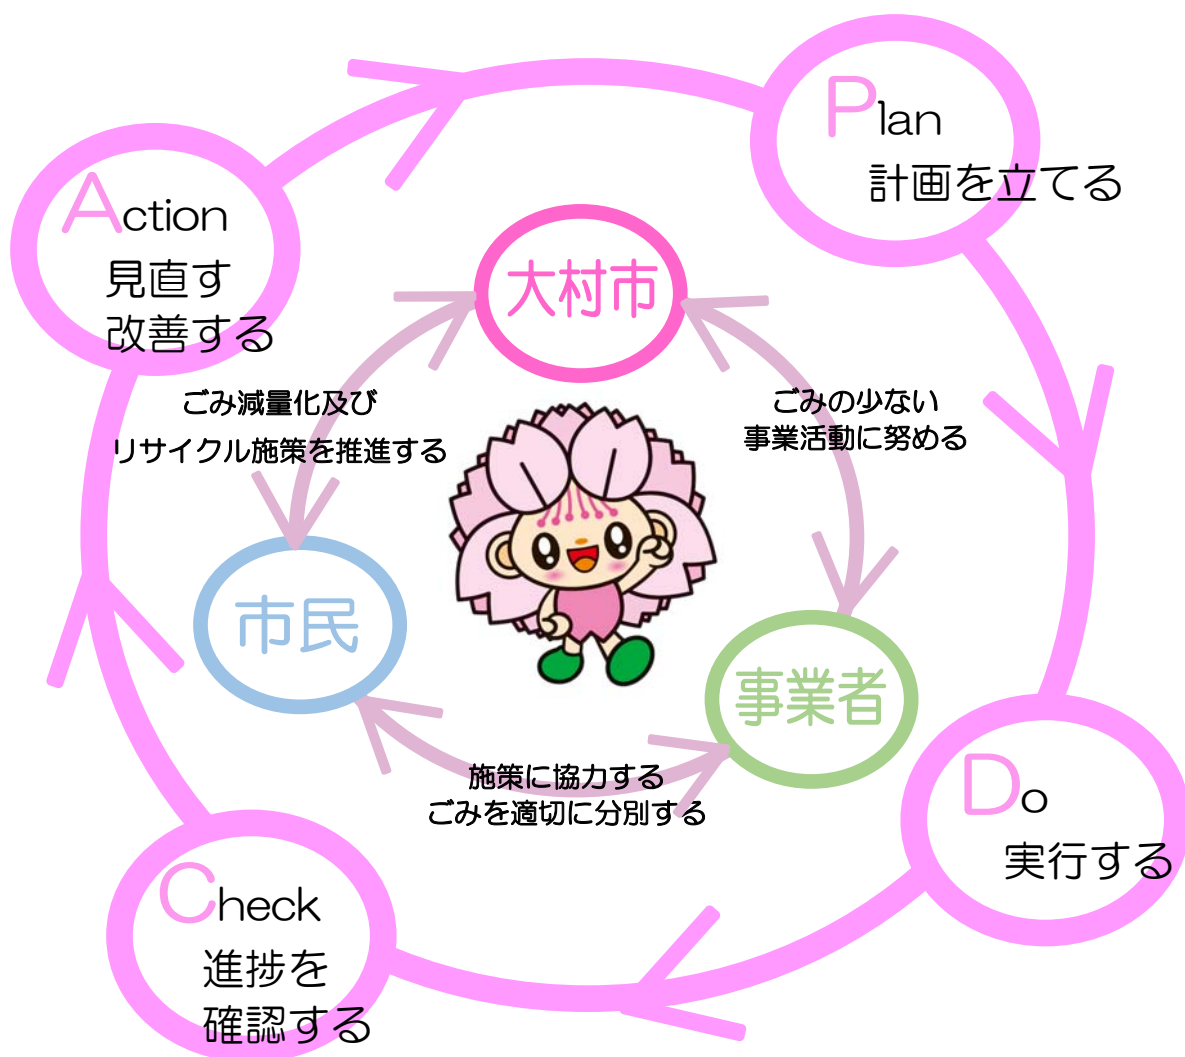 Plan
計画を立てる
Action
見直す
改善する
大村市
ごみ減量化及び
リサイクル施策を推進する
ごみの少ない
事業活動に努める
市民
事業者
施策に協力する
ごみを適切に分別する
Do
実行する
Check
進捗を
確認する